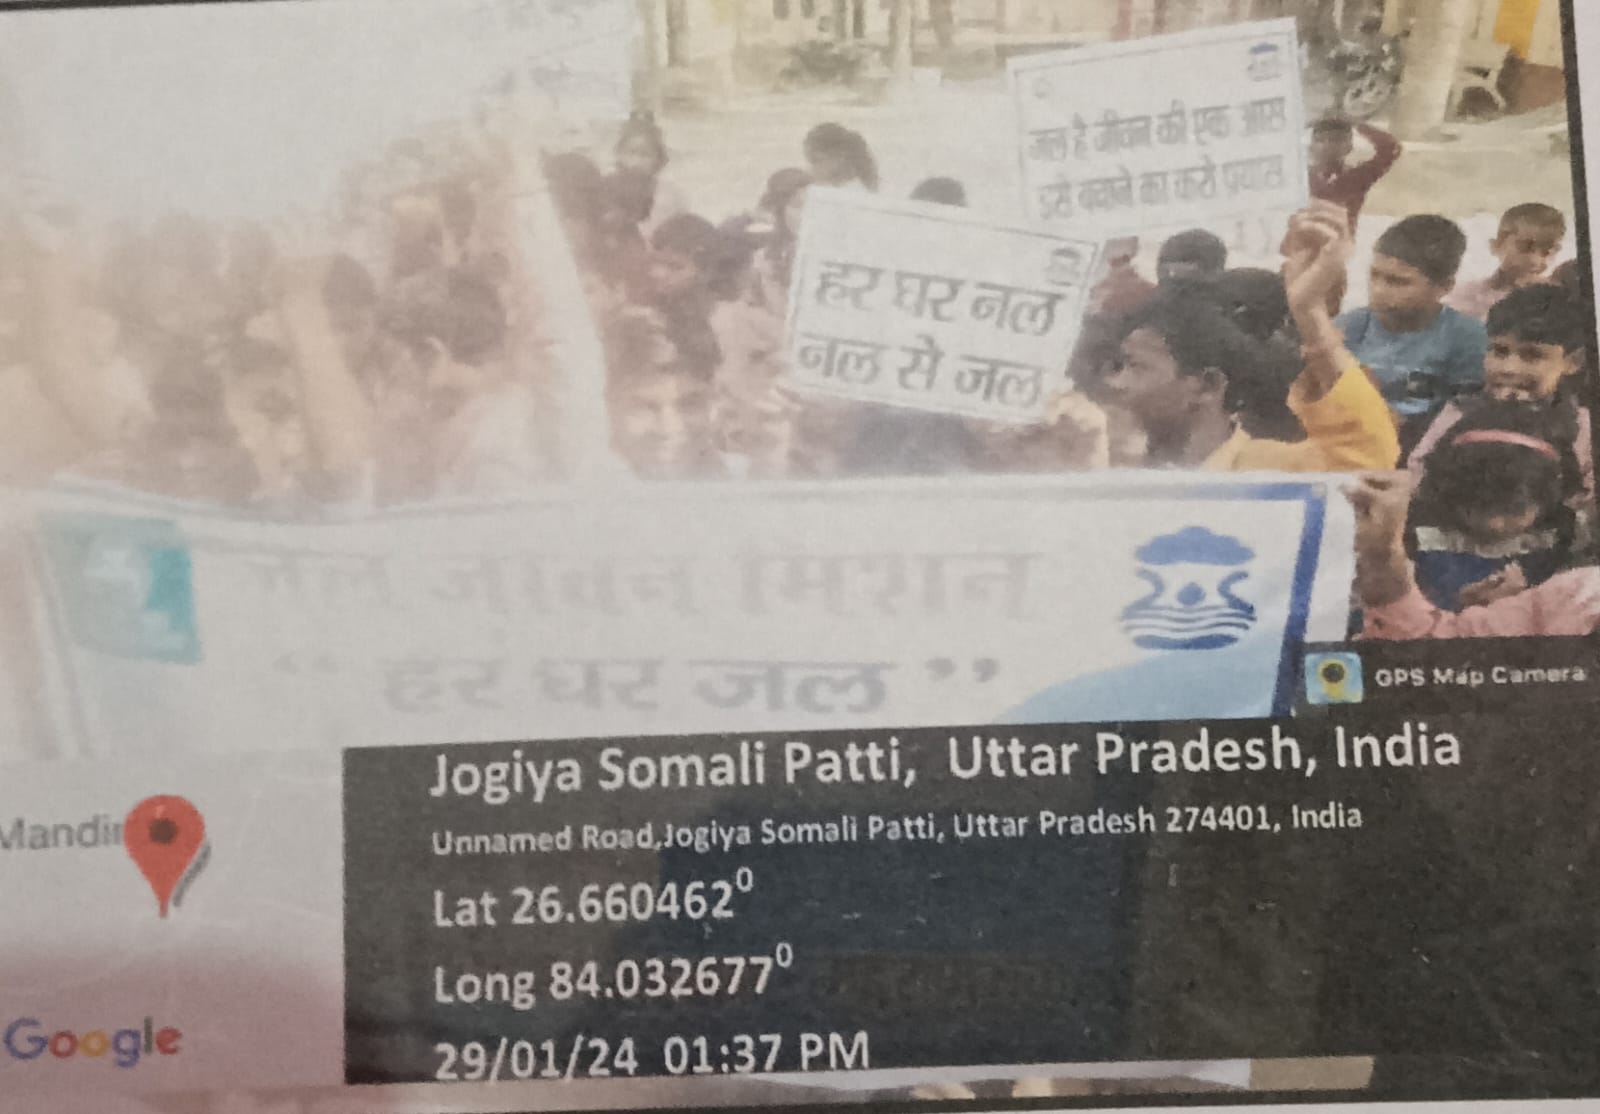 जल है जीवन की एक आस
इसे बचाने का करो प्रयास
हर घर नल
नल से जल
जल जीवन मिशन
“ हर घर जल ”
GPS Map Camera
Jogiya Somali Patti, Uttar Pradesh, India
Unnamed Road,Jogiya Somali Patti, Uttar Pradesh 274401, India
Lat 26.660462⁰
Long 84.032677⁰
29/01/24 01:37 PM
Mandir
Google